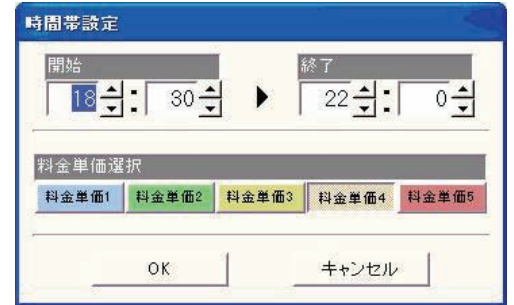 時間帯設定
開始 終了
18 : 30 ▶ 22 : 0
料金単価選択
料金単価1 料金単価2 料金単価3 料金単価4 料金単価5
OK キャンセル